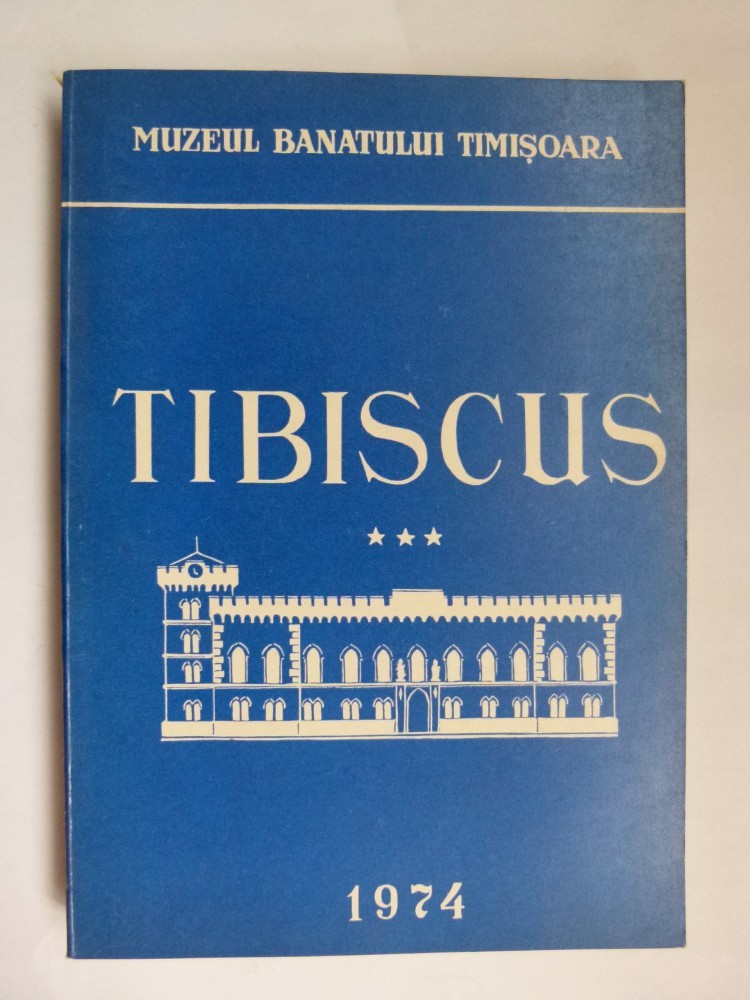 MUZEUL BANATULUI TIMIȘOARA
TIBISCUS
★★★
1974